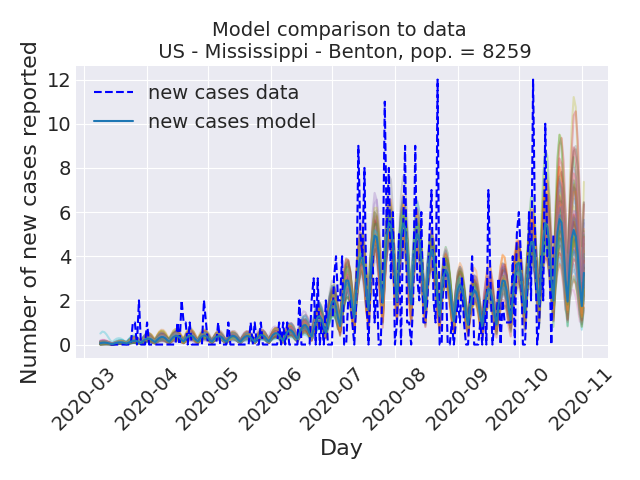 Model comparison to data
US - Mississippi - Benton, pop. = 8259
Number of new cases reported
12
10
8
6
4
2
0
new cases data
new cases model
2020-03
2020-04
2020-05
2020-06
2020-07
2020-08
2020-09
2020-10
2020-11
Day